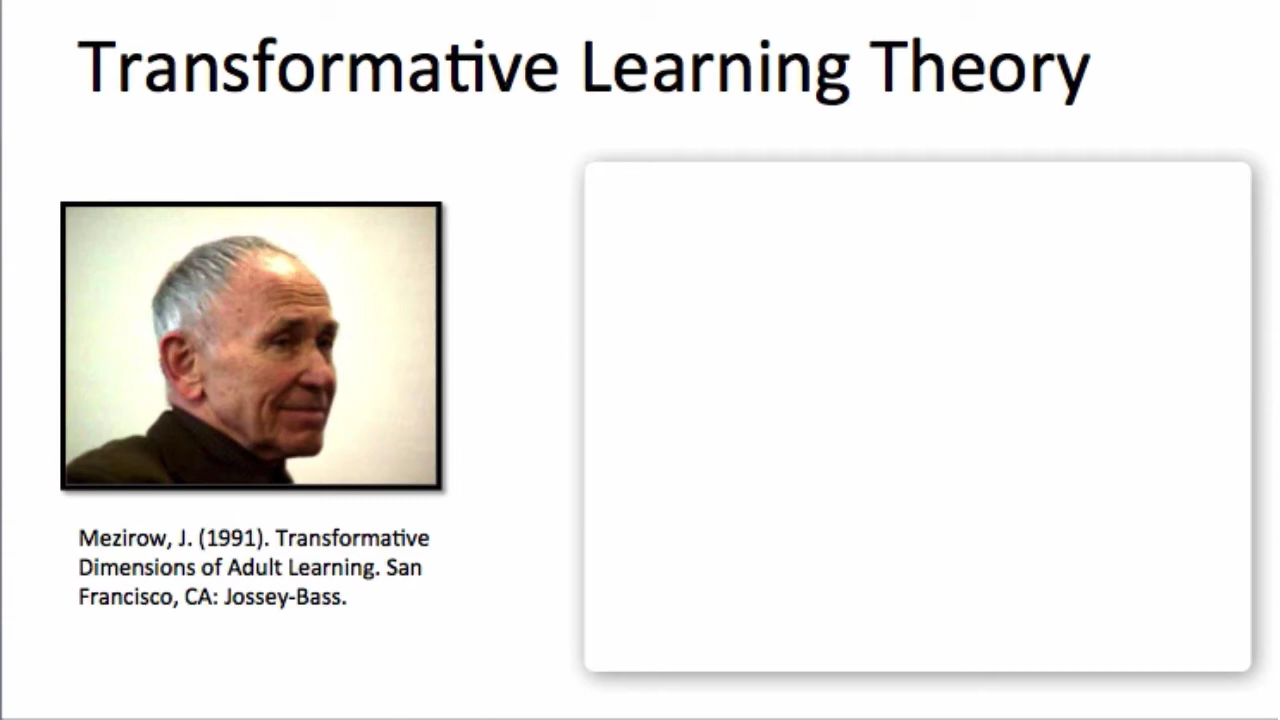 Transformative Learning Theory
Mezirow, J. (1991). Transformative
Dimensions of Adult Learning. San
Francisco, CA: Jossey-Bass.